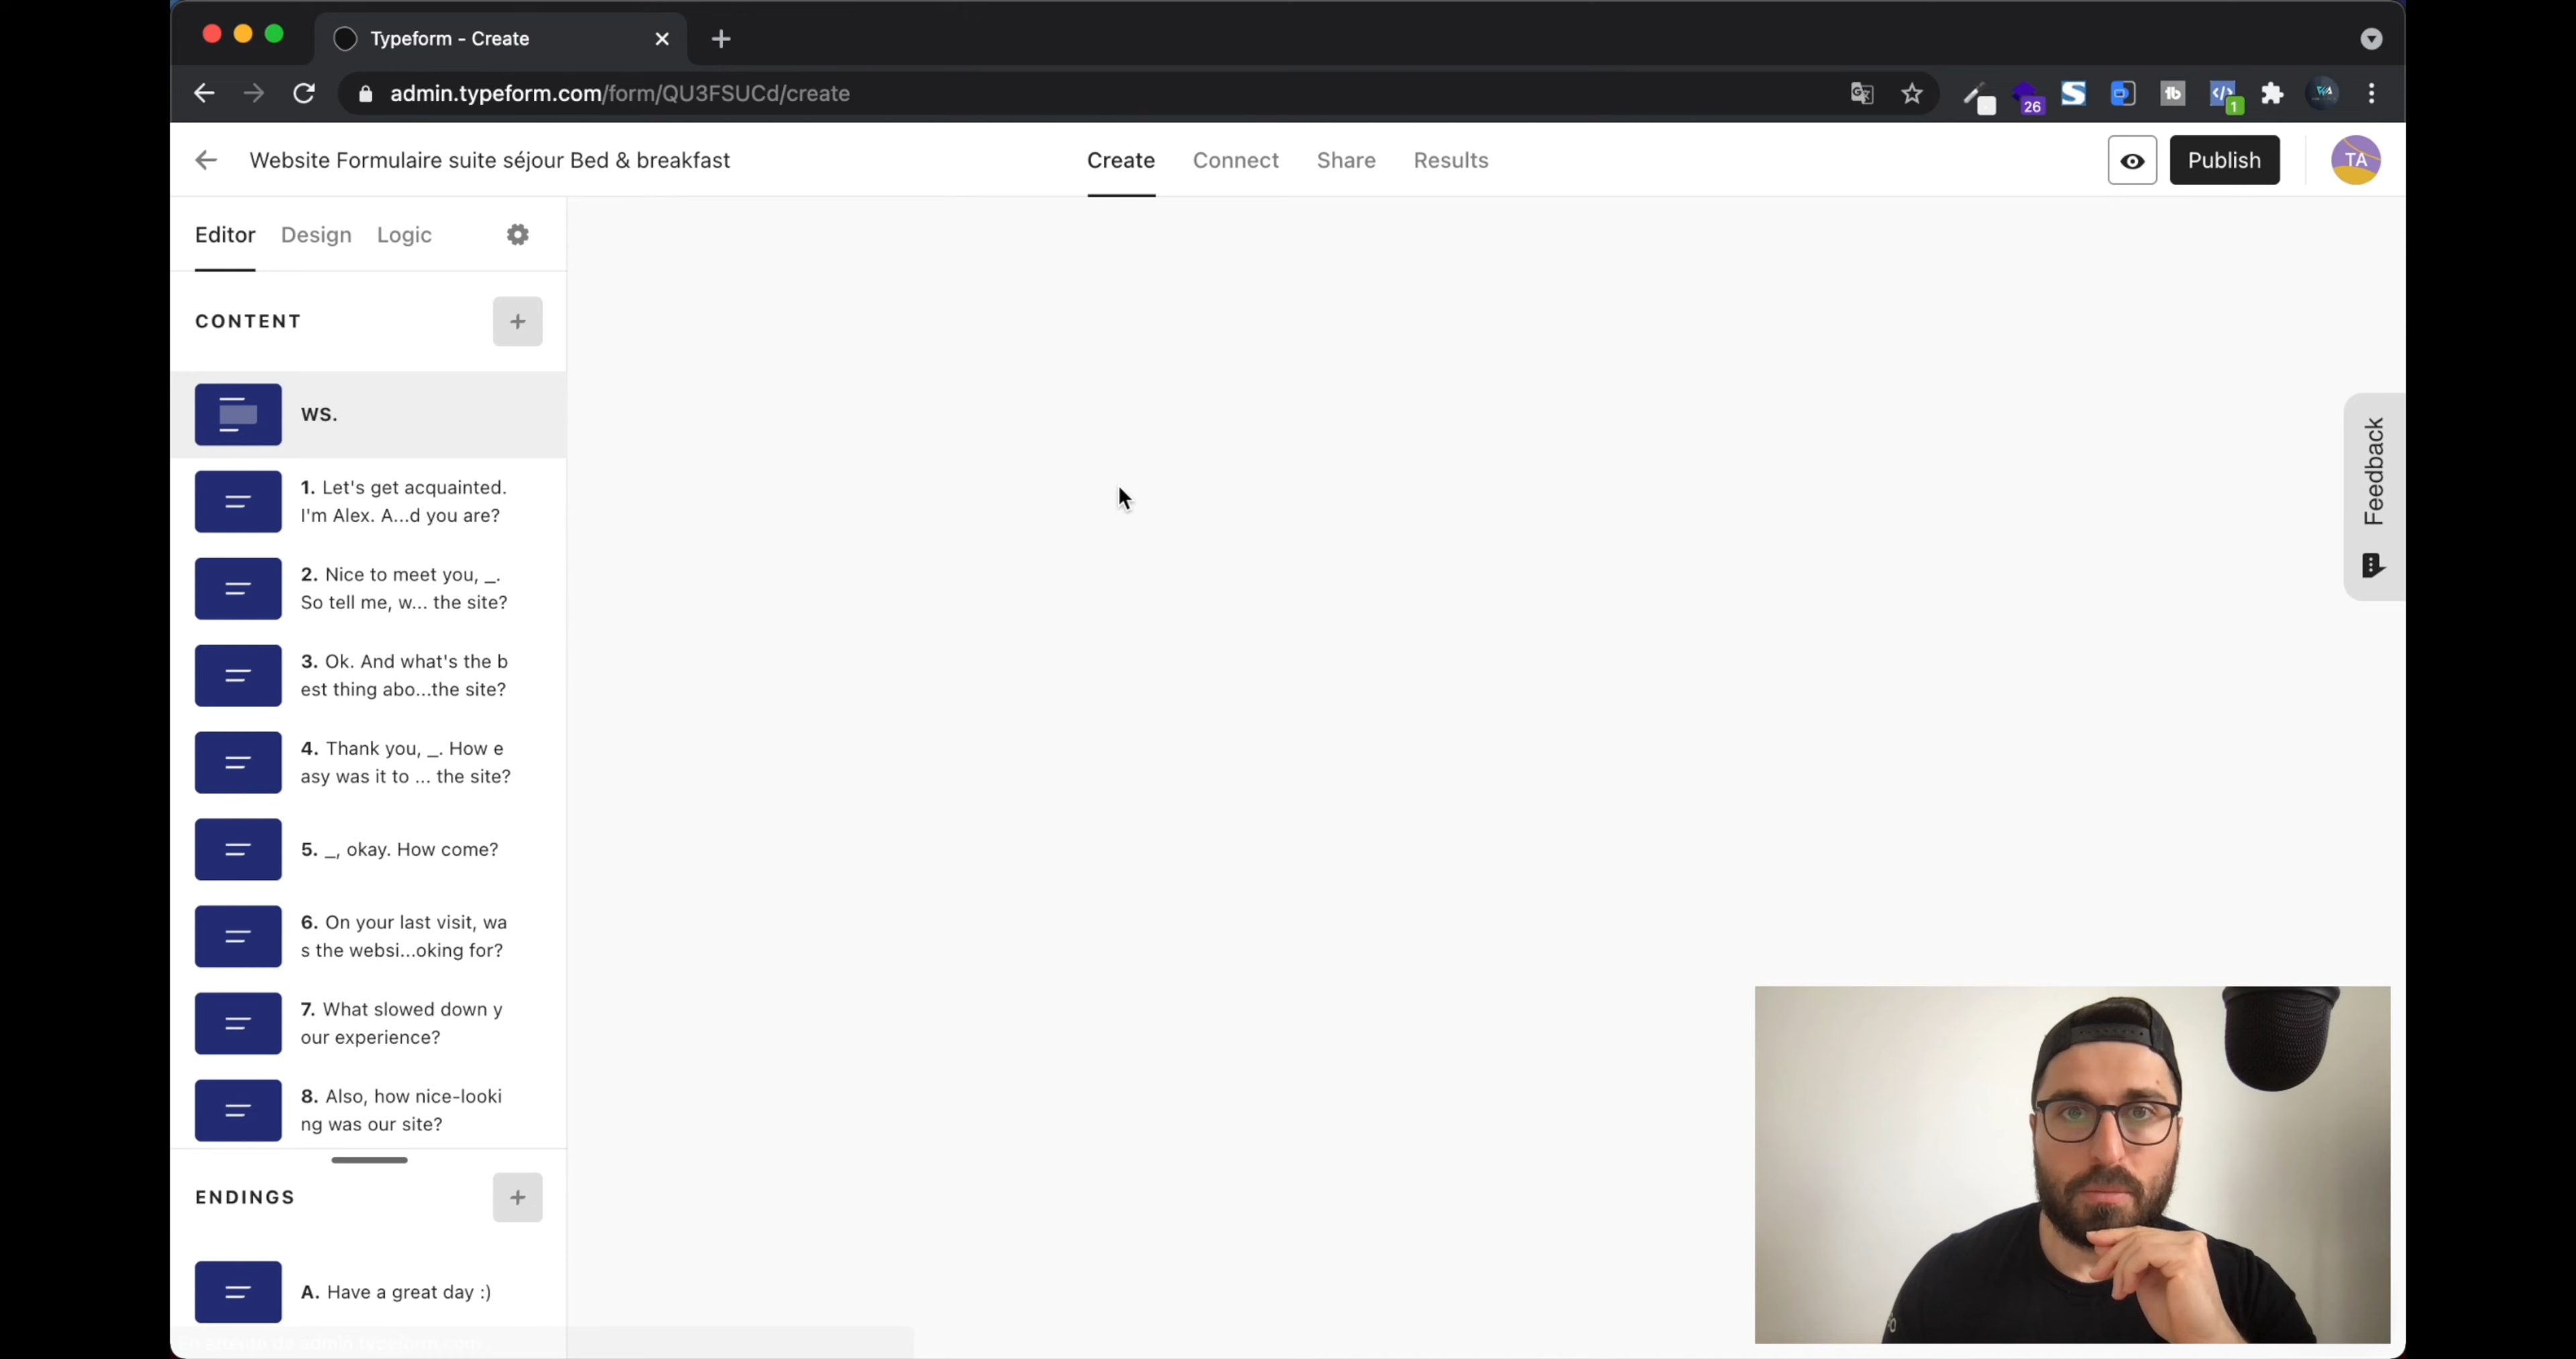 Typeform - Create
admin.typeform.com/form/QU3FSUCd/create
26
1
Website Formulaire suite séjour Bed & breakfast
Create
Connect
Share
Results
Publish
TA
Editor
Design
Logic
CONTENT
WS.
1. Let's get acquainted.
I'm Alex. A...d you are?
2. Nice to meet you, _.
So tell me, w... the site?
3. Ok. And what's the b
est thing abo...the site?
4. Thank you, _. How e
asy was it to ... the site?
5. _, okay. How come?
6. On your last visit, wa
s the websi...oking for?
7. What slowed down y
our experience?
8. Also, how nice-looki
ng was our site?
ENDINGS
A. Have a great day :)
Feedback